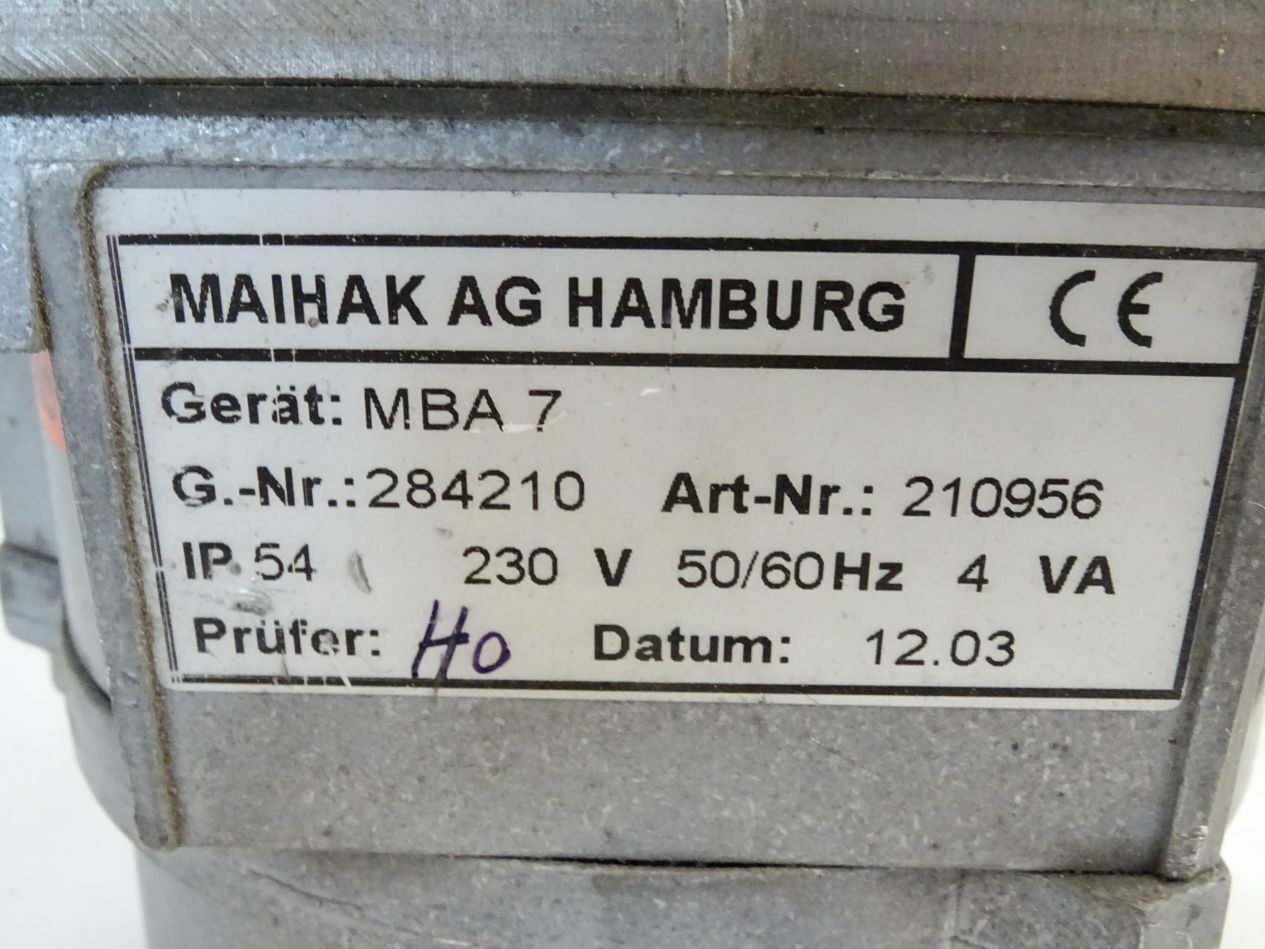 MAIHAK AG HAMBURG CE
Gerät: MBA 7
G.-Nr.: 284210 Art-Nr.: 210956
IP 54 230 V 50/60 Hz 4 VA
Prüfer: Ho Datum: 12.03